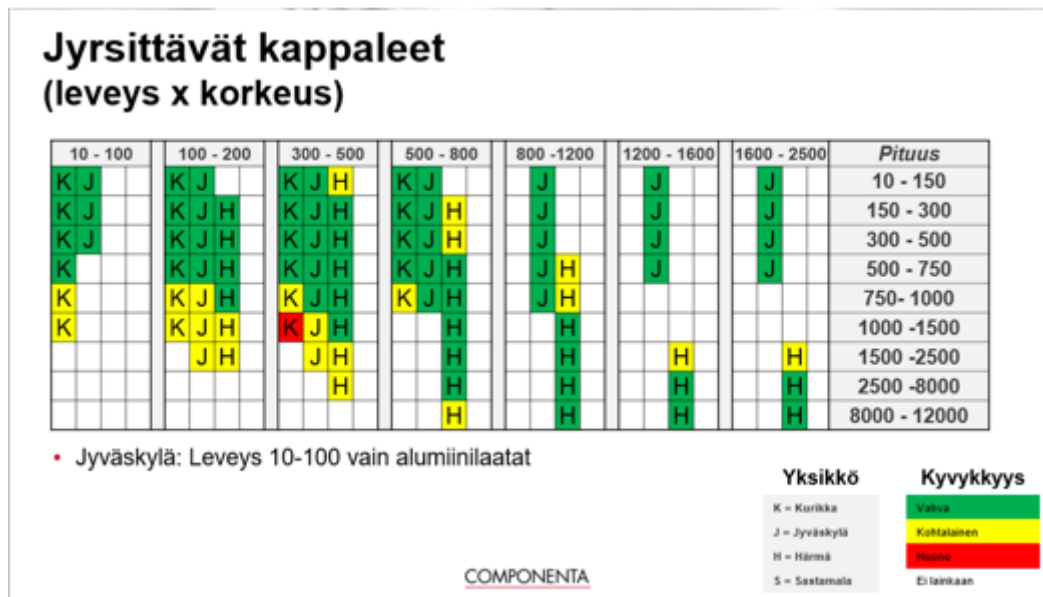 Jyrsittävät kappaleet
(leveys x korkeus)
10 - 100 100 - 200 300 - 500 500 - 800 800 -1200 1200 - 1600 1600 - 2500 Pituus
K J K J K J H K J J J J 10 - 150
K J K J H K J H K J H J J J 150 - 300
K J K J H K J H K J H J J J 300 - 500
K K J H K J H K J H J H J J 500 - 750
K K J H K J H K J H J H 750- 1000
K K J H K J H H H 1000 -1500
J H J H H H H H 1500 -2500
H H H H H 2500 -8000
H H H H 8000 - 12000
• Jyväskylä: Leveys 10-100 vain alumiinilaatat
Yksikkö Kyvykkyys
K = Kurikka Vahva
J = Jyväskylä Kohtalainen
H = Härmä Huono
S = Sastamala Ei lainkaan
COMPONENTA